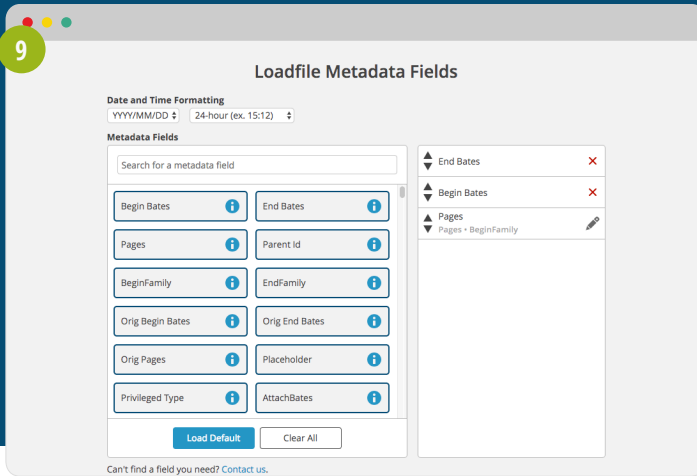 9
Loadfile Metadata Fields
Date and Time Formatting
YYYY/MM/DD 24-hour (ex. 15:12)
Metadata Fields
Search for a metadata field
Begin Bates End Bates
Pages Parent Id
BeginFamily EndFamily
Orig Begin Bates Orig End Bates
Orig Pages Placeholder
Privileged Type AttachBates
Load Default Clear All
End Bates
Begin Bates
Pages
Pages • BeginFamily
Can't find a field you need? Contact us.